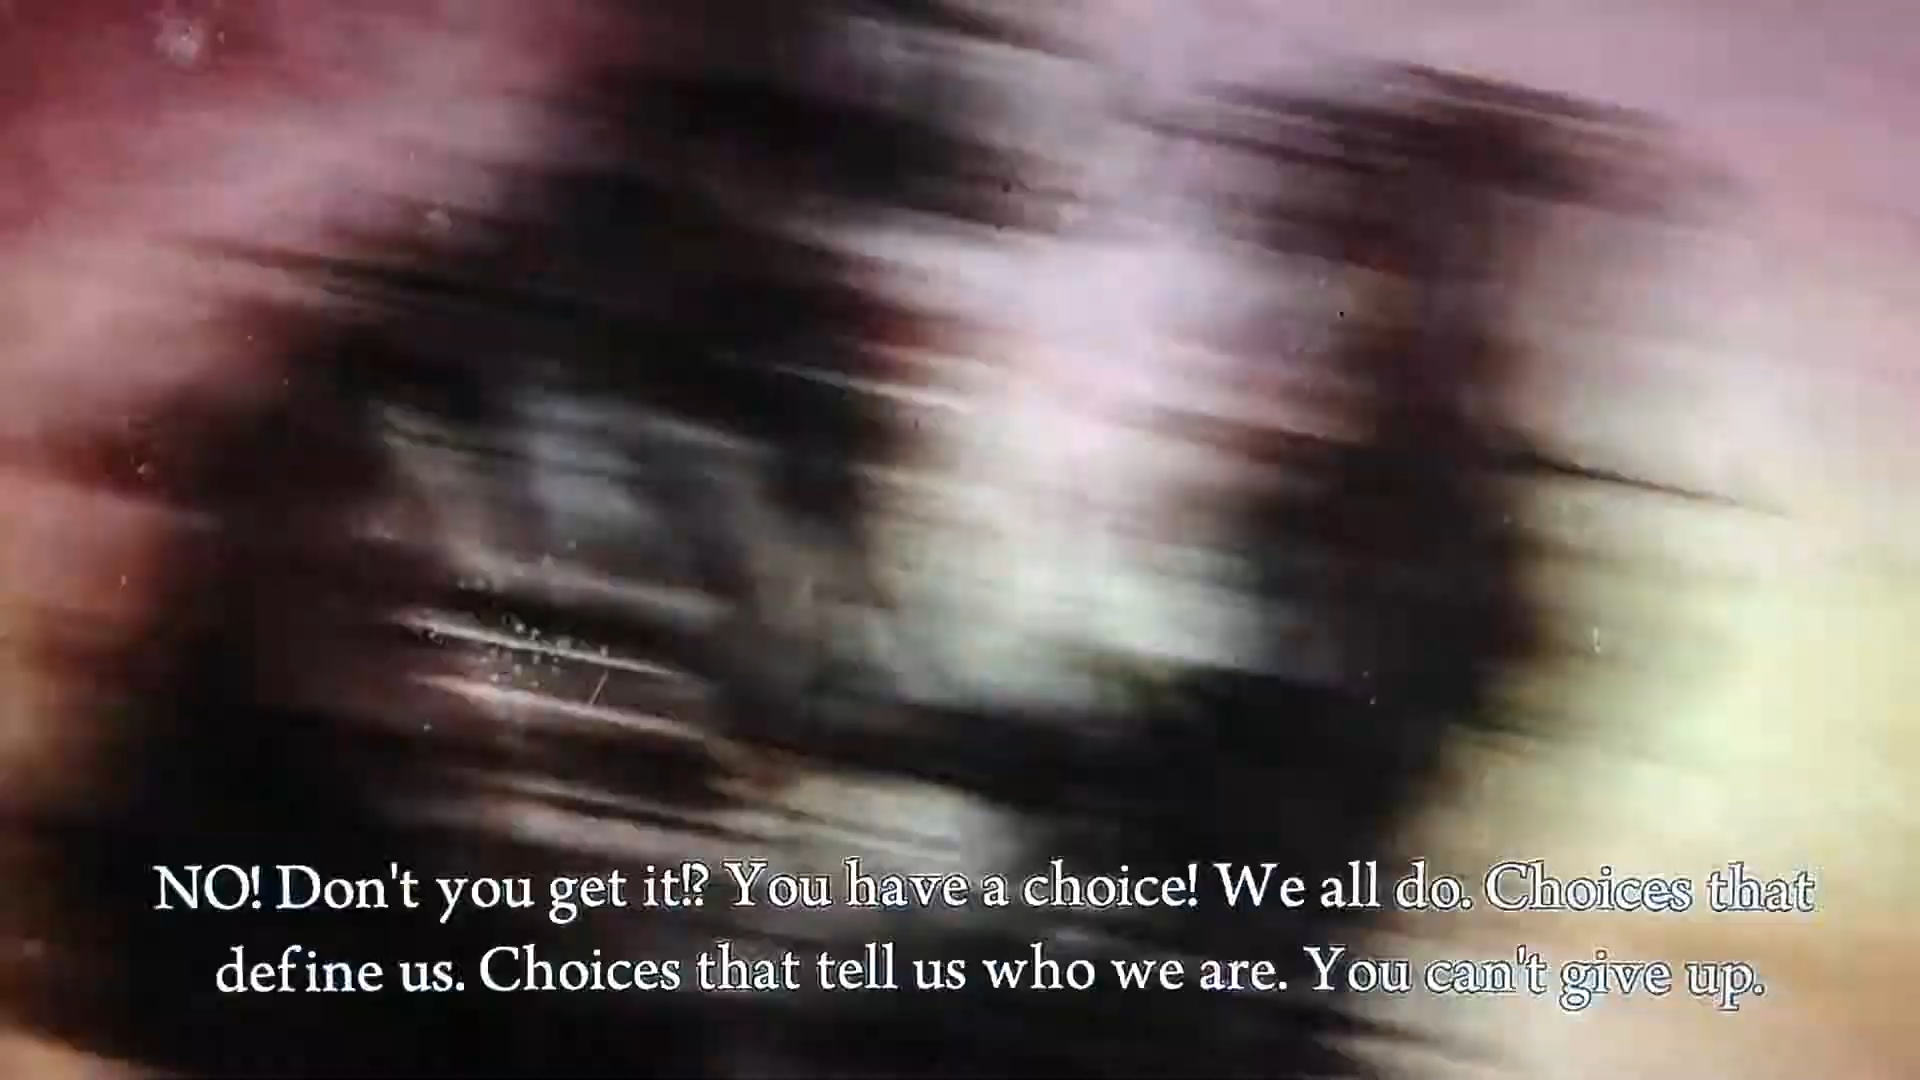 NO! Don't you get it!? You have a choice! We all do. Choices that
define us. Choices that tell us who we are. You can't give up.